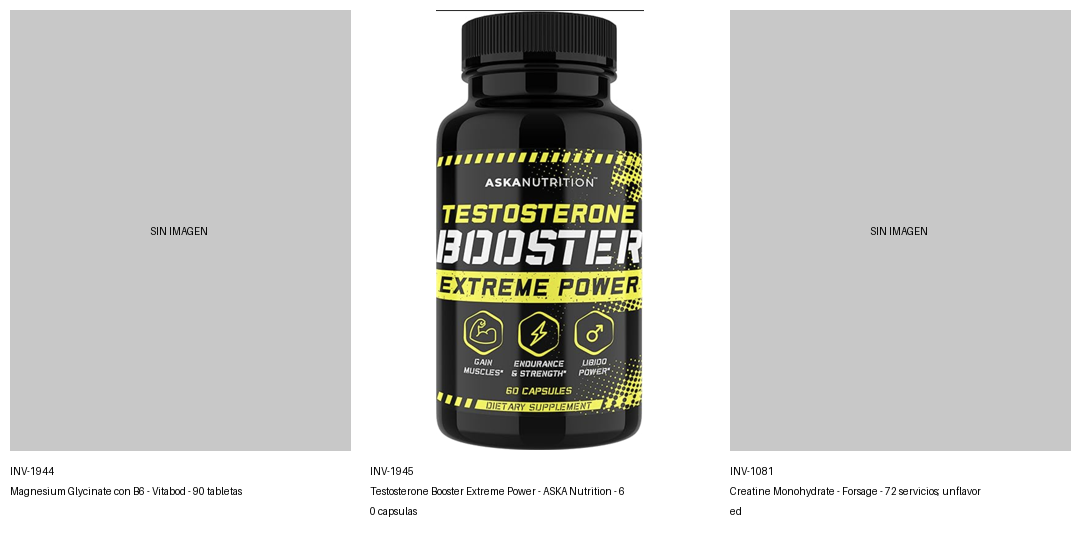 SIN IMAGEN
ASKANUTRITION™
TESTOSTERONE
BOOSTER
EXTREME POWER
GAIN
MUSCLES*
ENDURANCE
& STRENGTH*
LIBIDO
POWER*
60 CAPSULES
DIETARY SUPPLEMENT
SIN IMAGEN
INV-1944
Magnesium Glycinate con B6 - Vitabod - 90 tabletas
INV-1945
Testosterone Booster Extreme Power - ASKA Nutrition - 6
0 capsulas
INV-1081
Creatine Monohydrate - Forsage - 72 servicios; unflavor
ed